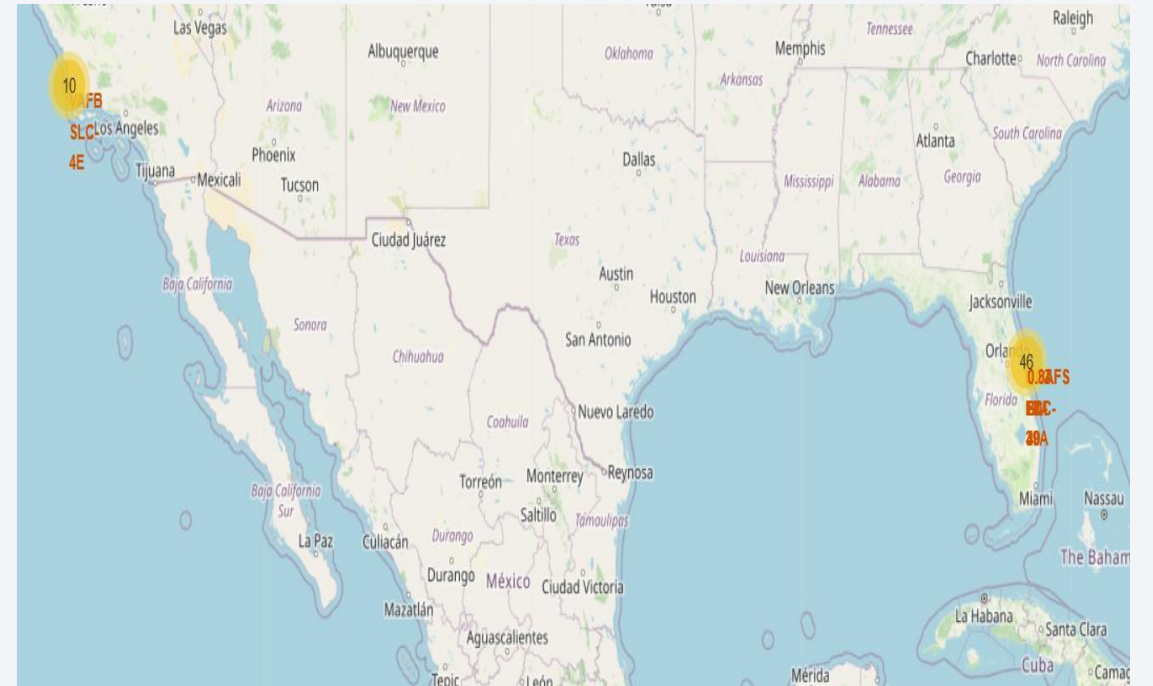 Las Vegas
Raleigh
Tennessee
Memphis
Albuquerque
Oklahoma
Charlotte
North Carolina
10
Arkansas
Arizona
New Mexico
VAFB
SLC-
Los Angeles
4E
South Carolina
Atlanta
Phoenix
Dallas
Tijuana
Mexicali
Tucson
Mississippi
Alabama
Georgia
Ciudad Juárez
Texas
Louisiana
Baja California
Austin
Houston
New Orleans
Jacksonville
Sonora
San Antonio
Chihuahua
46
Florida
Coahuila
Nuevo Laredo
Torreón
Monterrey
Reynosa
Baja California
Sur
Saltillo
Tamaulipas
Miami
Nassau
La Paz
Culiacán
Durango
The Baham
Durango
México
Ciudad Victoria
Mazatlán
La Habana
Santa Clara
Aguascalientes
Cuba
Camag
Tepic
León
Mérida